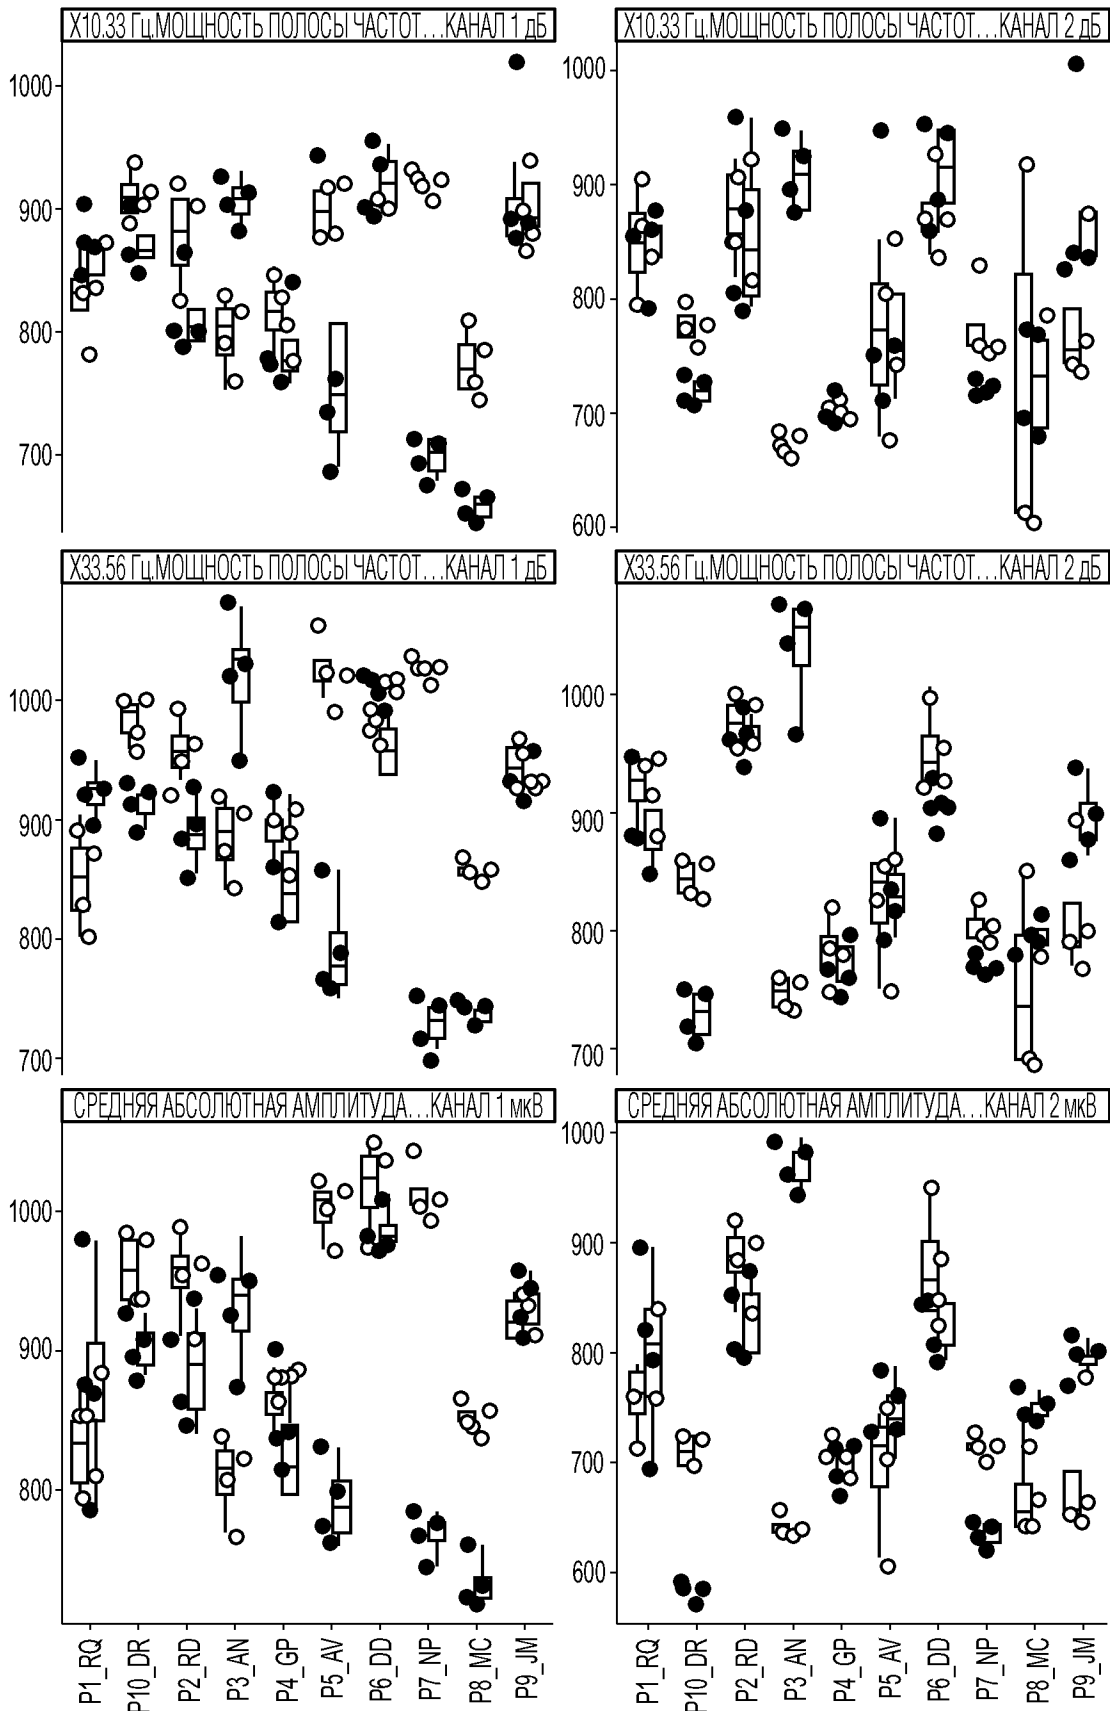 X10.33 Гц.МОЩНОСТЬ ПОЛОСЫ ЧАСТОТ...КАНАЛ 1 дБ
1000
900
800
700
X10.33 Гц.МОЩНОСТЬ ПОЛОСЫ ЧАСТОТ...КАНАЛ 2 дБ
1000
900
800
700
600
X33.56 Гц.МОЩНОСТЬ ПОЛОСЫ ЧАСТОТ...КАНАЛ 1 дБ
1000
900
800
700
X33.56 Гц.МОЩНОСТЬ ПОЛОСЫ ЧАСТОТ...КАНАЛ 2 дБ
1000
900
800
700
СРЕДНЯЯ АБСОЛЮТНАЯ АМПЛИТУДА...КАНАЛ 1 мкВ
1000
900
800
СРЕДНЯЯ АБСОЛЮТНАЯ АМПЛИТУДА...КАНАЛ 2 мкВ
1000
900
800
700
600
P1_RQ
P10_DR
P2_RD
P3_AN
P4_GP
P5_AV
P6_DD
P7_NP
P8_MC
P9_JM
P1_RQ
P10_DR
P2_RD
P3_AN
P4_GP
P5_AV
P6_DD
P7_NP
P8_MC
P9_JM